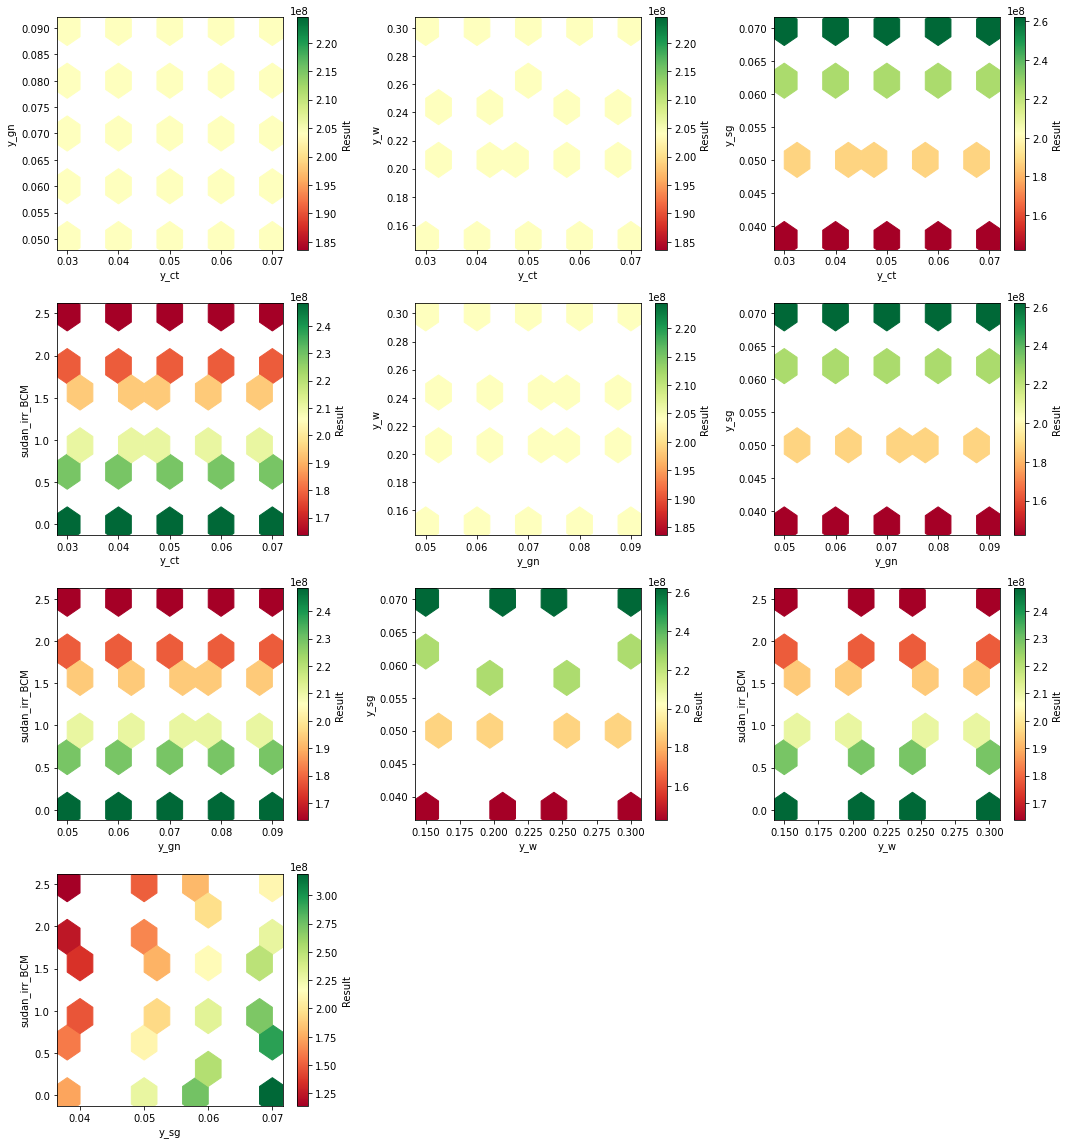 1e8
0.090
0.085
0.080
0.075
0.070
0.065
0.060
0.055
0.050
y_gn
0.03 0.04 0.05 0.06 0.07
y_ct
2.20
2.15
2.10
2.05
2.00
1.95
1.90
1.85
Result
1e8
0.30
0.28
0.26
0.24
0.22
0.20
0.18
0.16
y_w
0.03 0.04 0.05 0.06 0.07
y_ct
2.20
2.15
2.10
2.05
2.00
1.95
1.90
1.85
Result
1e8
0.070
0.065
0.060
0.055
0.050
0.045
0.040
y_sg
0.03 0.04 0.05 0.06 0.07
y_ct
2.6
2.4
2.2
2.0
1.8
1.6
Result
1e8
2.5
2.0
1.5
1.0
0.5
0.0
sudan_irr_BCM
0.03 0.04 0.05 0.06 0.07
y_ct
2.4
2.3
2.2
2.1
2.0
1.9
1.8
1.7
Result
1e8
0.30
0.28
0.26
0.24
0.22
0.20
0.18
0.16
y_w
0.05 0.06 0.07 0.08 0.09
y_gn
2.20
2.15
2.10
2.05
2.00
1.95
1.90
1.85
Result
1e8
0.070
0.065
0.060
0.055
0.050
0.045
0.040
y_sg
0.05 0.06 0.07 0.08 0.09
y_gn
2.6
2.4
2.2
2.0
1.8
1.6
Result
1e8
2.5
2.0
1.5
1.0
0.5
0.0
sudan_irr_BCM
0.05 0.06 0.07 0.08 0.09
y_gn
2.4
2.3
2.2
2.1
2.0
1.9
1.8
1.7
Result
1e8
0.070
0.065
0.060
0.055
0.050
0.045
0.040
y_sg
0.150 0.175 0.200 0.225 0.250 0.275 0.300
y_w
2.6
2.4
2.2
2.0
1.8
1.6
Result
1e8
2.5
2.0
1.5
1.0
0.5
0.0
sudan_irr_BCM
0.150 0.175 0.200 0.225 0.250 0.275 0.300
y_w
2.4
2.3
2.2
2.1
2.0
1.9
1.8
1.7
Result
1e8
2.5
2.0
1.5
1.0
0.5
0.0
sudan_irr_BCM
0.04 0.05 0.06 0.07
y_sg
3.00
2.75
2.50
2.25
2.00
1.75
1.50
1.25
Result